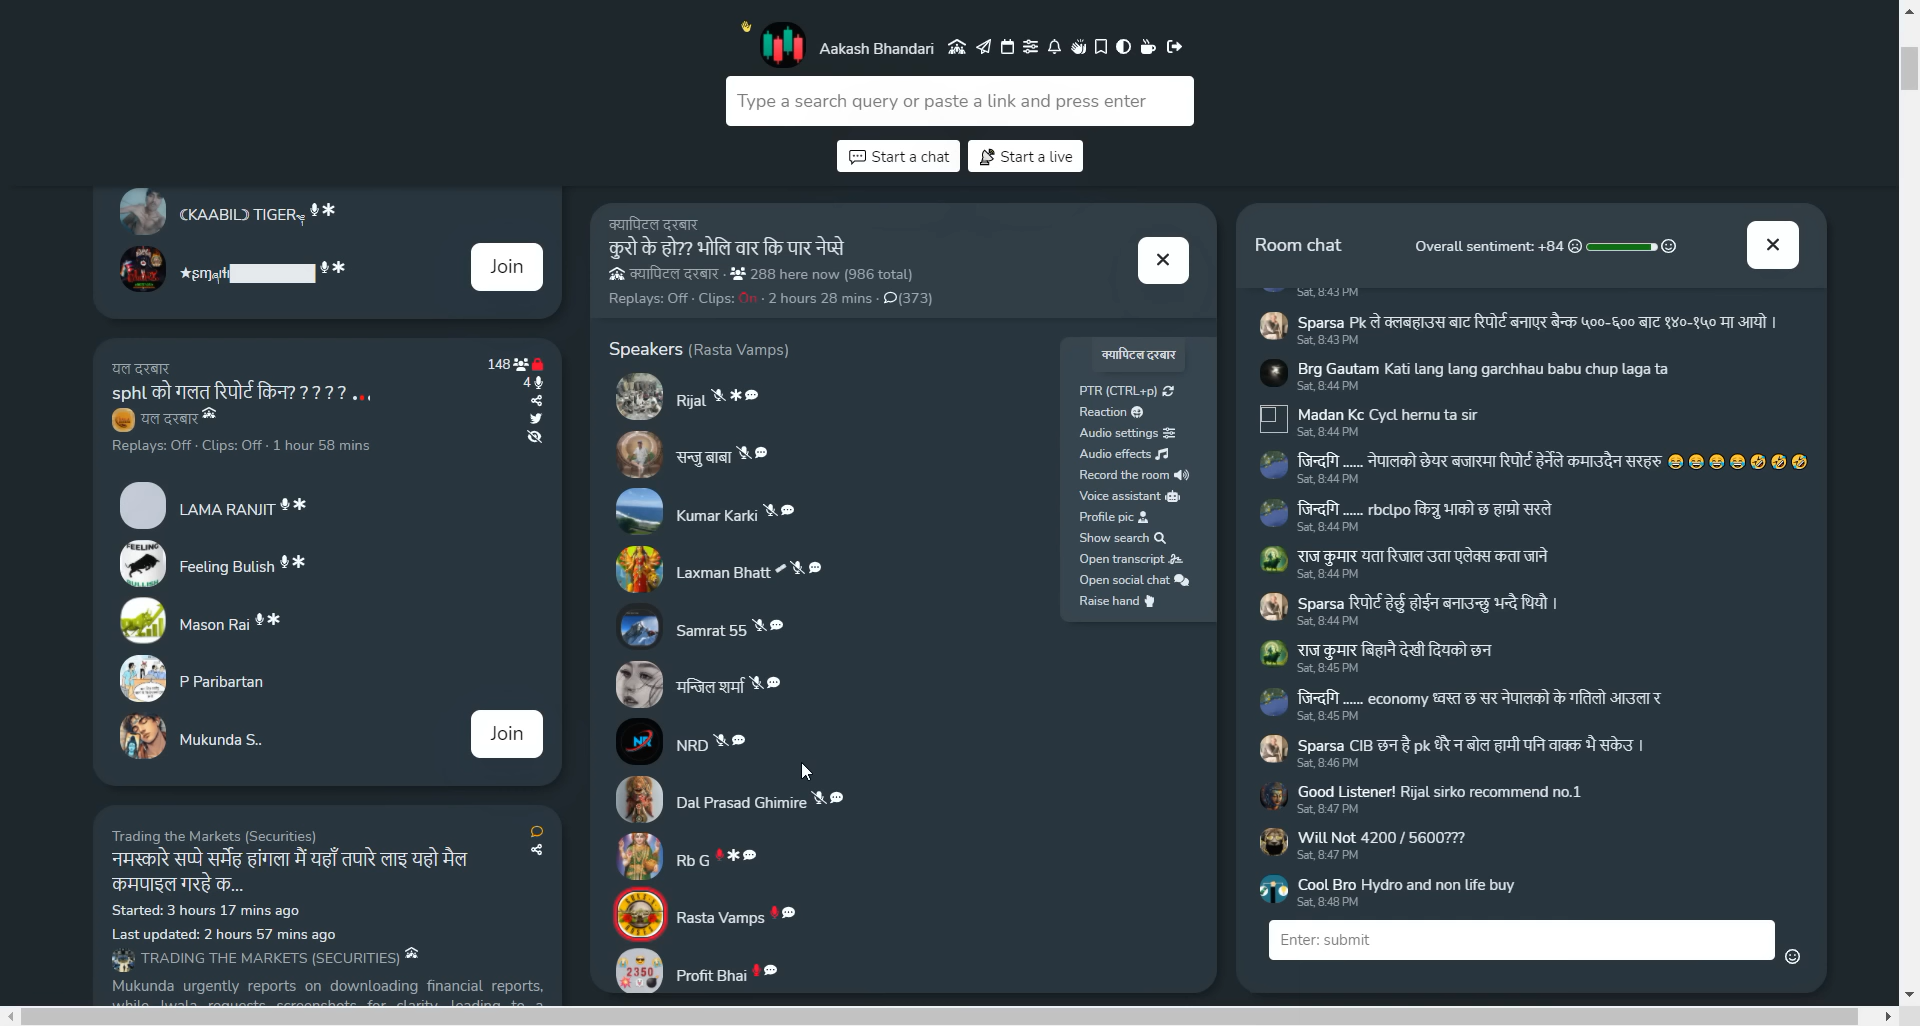 Aakash Bhandari
Type a search query or paste a link and press enter
Start a chat
Start a live
☾KAABIL☽ TIGER
Join
यल दरबार
sphl को गलत रिपोर्ट किन? ? ? ? ?
यल दरबार
Replays: Off · Clips: Off · 1 hour 58 mins
148
4
LAMA RANJIT
FEELING
BULLISH
Feeling Bulish
Mason Rai
P Paribartan
Mukunda S..
Join
Trading the Markets (Securities)
नमस्कारे सप्पे सर्मेह हांगला मैं यहाँ तपारे लाइ यहो मैल
कमपाइल गरहे क...
Started: 3 hours 17 mins ago
Last updated: 2 hours 57 mins ago
TRADING THE MARKETS (SECURITIES)
Mukunda urgently reports on downloading financial reports,
while Jwala requests screenshots for clarity, leading to a
क्यापिटल दरबार
कुरो के हो?? भोलि वार कि पार नेप्से
क्यापिटल दरबार · 288 here now (986 total)
Replays: Off · Clips: On · 2 hours 28 mins · (373)
Speakers (Rasta Vamps)
Rijal
सन्जु बाबा
Kumar Karki
Laxman Bhatt
Samrat 55
मन्जिल शर्मा
NR
NRD
Dal Prasad Ghimire
Rb G
Rasta Vamps
2350
Profit Bhai
क्यापिटल दरबार
PTR (CTRL+p)
Reaction
Audio settings
Audio effects
Record the room
Voice assistant
Profile pic
Show search
Open transcript
Open social chat
Raise hand
Room chat
Overall sentiment: +84
Sat, 8:43 PM
Sparsa Pk ले क्लबहाउस बाट रिपोर्ट बनाएर बैन्क ५००-६०० बाट १४०-१५० मा आयो ।
Sat, 8:43 PM
Brg Gautam Kati lang lang garchhau babu chup laga ta
Sat, 8:44 PM
Madan Kc Cycl hernu ta sir
Sat, 8:44 PM
जिन्दगि ...... नेपालको छेयर बजारमा रिपोर्ट हेर्नेले कमाउदैन सरहरु 😂😂😂😂🤣🤣🤣
Sat, 8:44 PM
जिन्दगि ...... rbclpo किन्नु भाको छ हाम्रो सरले
Sat, 8:44 PM
राज कुमार यता रिजाल उता एलेक्स कता जाने
Sat, 8:44 PM
Sparsa रिपोर्ट हेर्छु होईन बनाउन्छु भन्दै थियौ ।
Sat, 8:44 PM
राज कुमार बिहानै देखी दियको छन
Sat, 8:45 PM
जिन्दगि ...... economy ध्वस्त छ सर नेपालको के गतिलो आउला र
Sat, 8:45 PM
Sparsa CIB छन है pk धेरै न बोल हामी पनि वाक्क भै सकेउ ।
Sat, 8:46 PM
Good Listener! Rijal sirko recommend no.1
Sat, 8:47 PM
Will Not 4200 / 5600???
Sat, 8:47 PM
Cool Bro Hydro and non life buy
Sat, 8:48 PM
Enter: submit